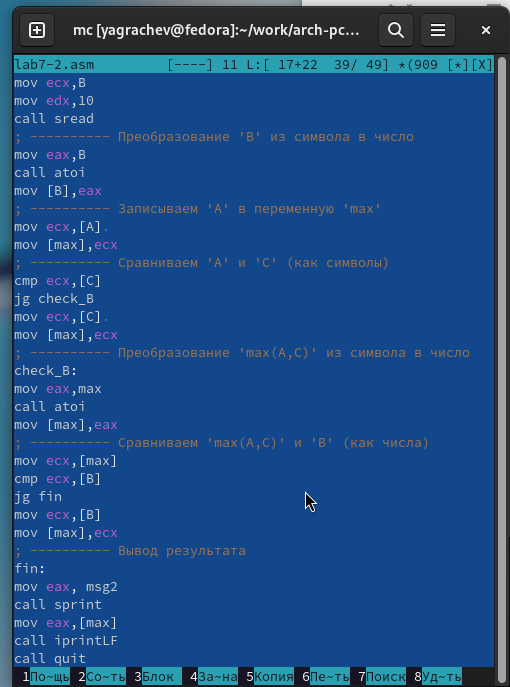 mc [yagrachev@fedora]:~/work/arch-pc...
lab7-2.asm [----] 11 L:[ 17+22 39/ 49] *(909 [*][X]
mov ecx,B
mov edx,10
call sread
; ---------- Преобразование 'B' из символа в число
mov eax,B
call atoi
mov [B],eax
; ---------- Записываем 'A' в переменную 'max'
mov ecx,[A].
mov [max],ecx
; ---------- Сравниваем 'A' и 'С' (как символы)
cmp ecx,[C]
jg check_B
mov ecx,[C].
mov [max],ecx
; ---------- Преобразование 'max(A,C)' из символа в число
check_B:
mov eax,max
call atoi
mov [max],eax
; ---------- Сравниваем 'max(A,C)' и 'B' (как числа)
mov ecx,[max]
cmp ecx,[B]
jg fin
mov ecx,[B]
mov [max],ecx
; ---------- Вывод результата
fin:
mov eax, msg2
call sprint
mov eax,[max]
call iprintLF
call quit
1По~щь 2Со~ть 3Блок 4За~на 5Копия 6Пе~ть 7Поиск 8Уд~ть